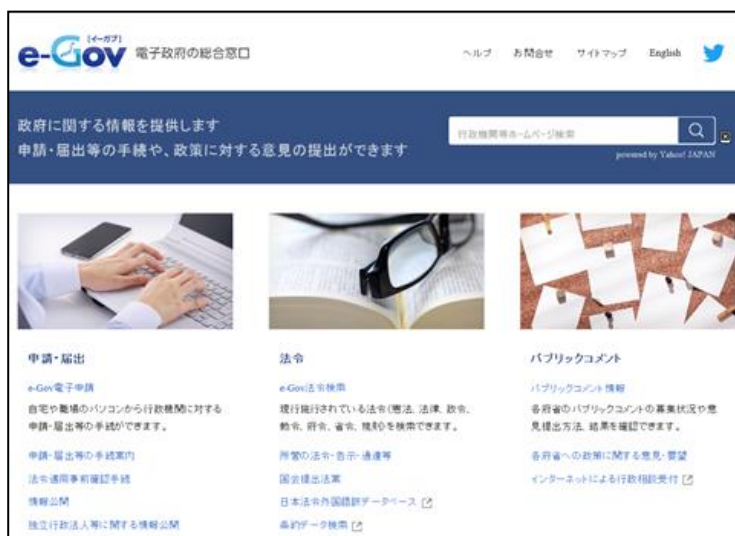 [イーガブ]
e-Gov 電子政府の総合窓口
ヘルプ お問合せ サイトマップ English
政府に関する情報を提供します
申請・届出等の手続や、政策に対する意見の提出ができます
行政機関等ホームページ検索
powered by Yahoo! JAPAN
申請・届出
e-Gov電子申請
自宅や職場のパソコンから行政機関に対する
申請・届出等の手続ができます。
申請・届出等の手続案内
法令適用事前確認手続
情報公開
独立行政法人等に関する情報公開
法令
e-Gov法令検索
現行施行されている法令(憲法、法律、政令、
勅令、府令、省令、規則)を検索できます。
所管の法令・告示・通達等
国会提出法案
日本法令外国語訳データベース
条約データ検索
パブリックコメント
パブリックコメント情報
各府省のパブリックコメントの募集状況や意
見提出方法、結果を確認できます。
各府省への政策に関する意見・要望
インターネットによる行政相談受付